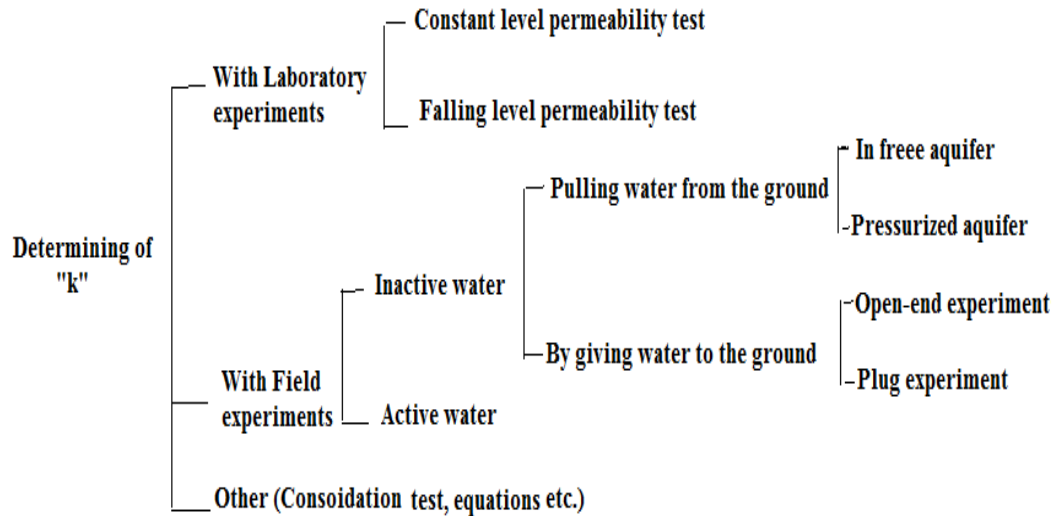 Constant level permeability test
With Laboratory
experiments
Falling level permeability test
In freee aquifer
Pulling water from the ground
Pressurized aquifer
Determining of
"k"
Inactive water
Open-end experiment
By giving water to the ground
With Field
experiments
Plug experiment
Active water
Other (Consoidation test, equations etc.)